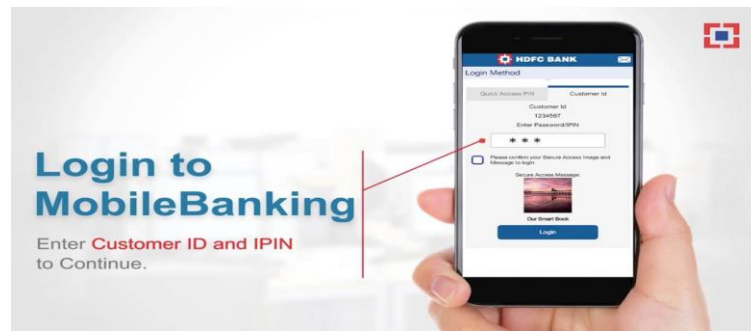 HDFC BANK
Login Method
Quick Access PIN
Customer Id
Customer Id
1234567
Enter Password/IPIN
* * *
Please confirm your Secure Access Image and
Message to login.
Secure Access Message:
Our Smart Book
Login
Login to
MobileBanking
Enter Customer ID and IPIN
to Continue.